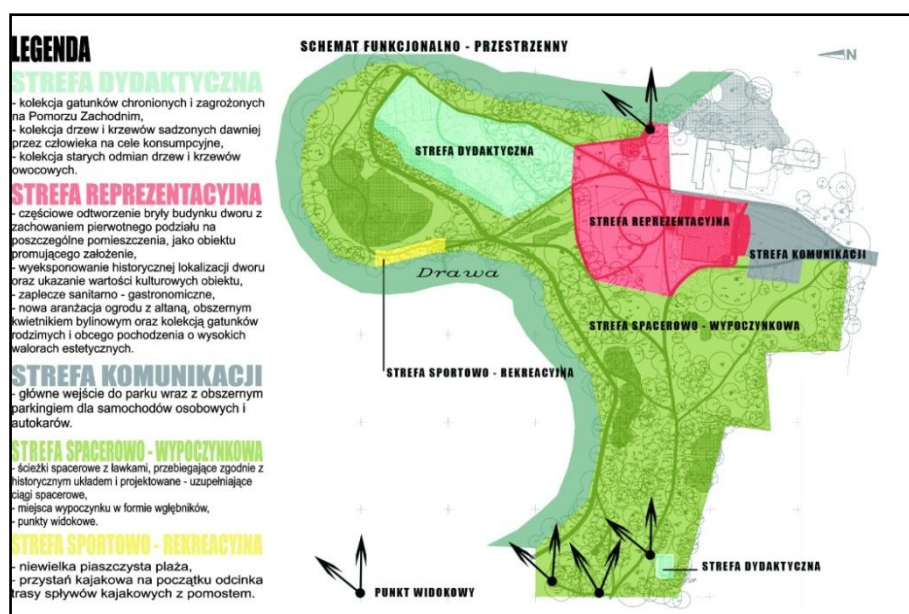 LEGENDA
STREFA DYDAKTYCZNA
- kolekcja gatunków chronionych i zagrożonych
na Pomorzu Zachodnim,
- kolekcja drzew i krzewów sadzonych dawniej
przez człowieka na cele konsumpcyjne,
- kolekcja starych odmian drzew i krzewów
owocowych.
STREFA REPREZENTACYJNA
- częściowe odtworzenie bryły budynku dworu z
zachowaniem pierwotnego podziału na
poszczególne pomieszczenia, jako obiektu
promującego założenie,
- wyeksponowanie historycznej lokalizacji dworu
oraz ukazanie wartości kulturowych obiektu,
- zaplecze sanitarno - gastronomiczne,
- nowa aranżacja ogrodu z altaną, obszernym
kwietnikiem bylinowym oraz kolekcją gatunków
rodzimych i obcego pochodzenia o wysokich
walorach estetycznych.
STREFA KOMUNIKACJI
- główne wejście do parku wraz z obszernym
parkingiem dla samochodów osobowych i
autokarów.
STREFA SPACEROWO - WYPOCZYNKOWA
- ścieżki spacerowe z ławkami, przebiegające zgodnie z
historycznym układem i projektowane - uzupełniające
ciągi spacerowe,
- miejsca wypoczynku w formie wgłębników,
- punkty widokowe.
STREFA SPORTOWO - REKREACYJNA
- niewielka piaszczysta plaża,
- przystań kajakowa na początku odcinka
trasy spływów kajakowych z pomostem.
SCHEMAT FUNKCJONALNO - PRZESTRZENNY
N
STREFA DYDAKTYCZNA
STREFA REPREZENTACYJNA
STREFA KOMUNIKACJI
Drawa
STREFA SPACEROWO - WYPOCZYNKOWA
STREFA SPORTOWO - REKREACYJNA
STREFA DYDAKTYCZNA
PUNKT WIDOKOWY